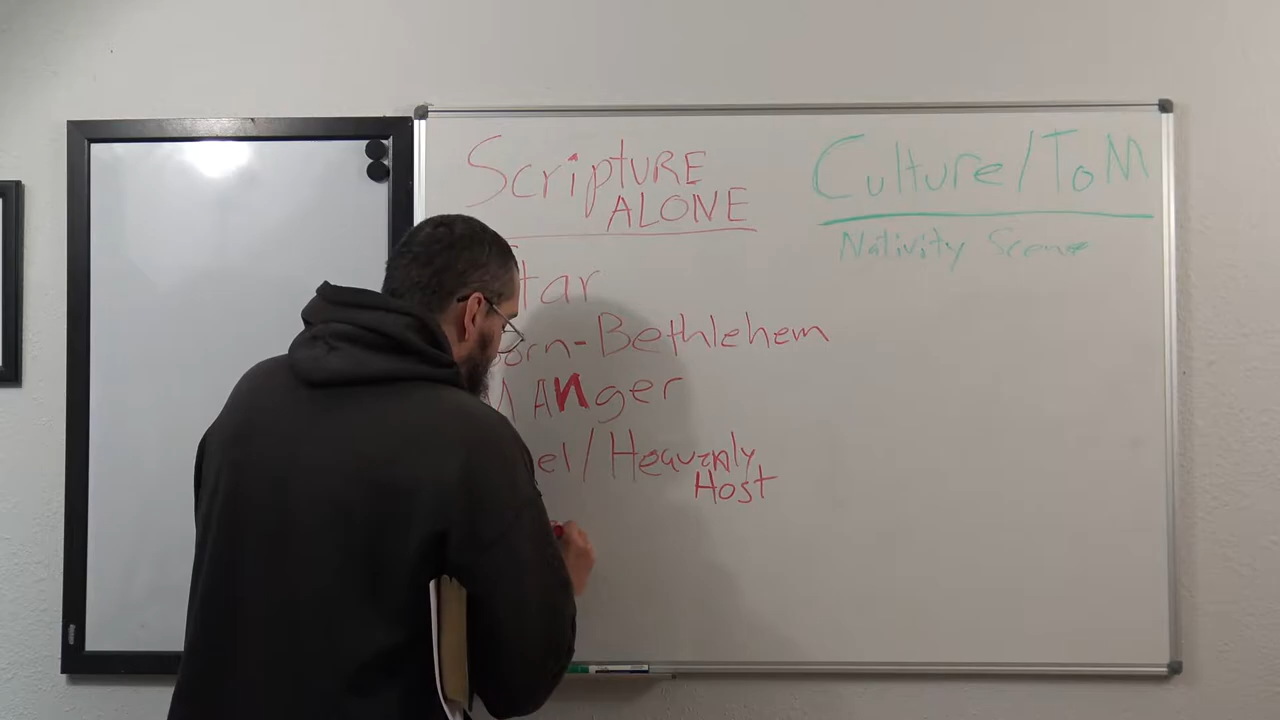 Scripture
ALONE
Culture/ToM
Nativity Scene
tar
orn-Bethlehem
Anger
el/Heavenly
Host